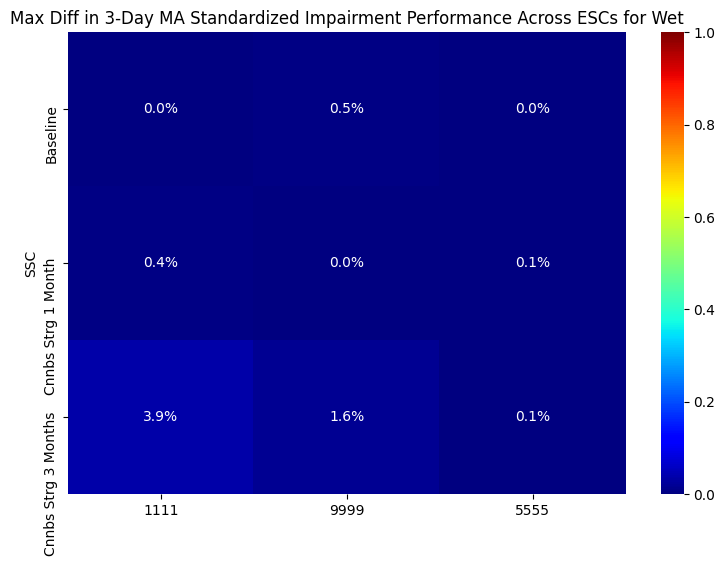 Max Diff in 3-Day MA Standardized Impairment Performance Across ESCs for Wet
SSC
Baseline
Cnnbs Strg 1 Month
Cnnbs Strg 3 Months
0.0% 0.5% 0.0%
0.4% 0.0% 0.1%
3.9% 1.6% 0.1%
1111 9999 5555
1.0
0.8
0.6
0.4
0.2
0.0